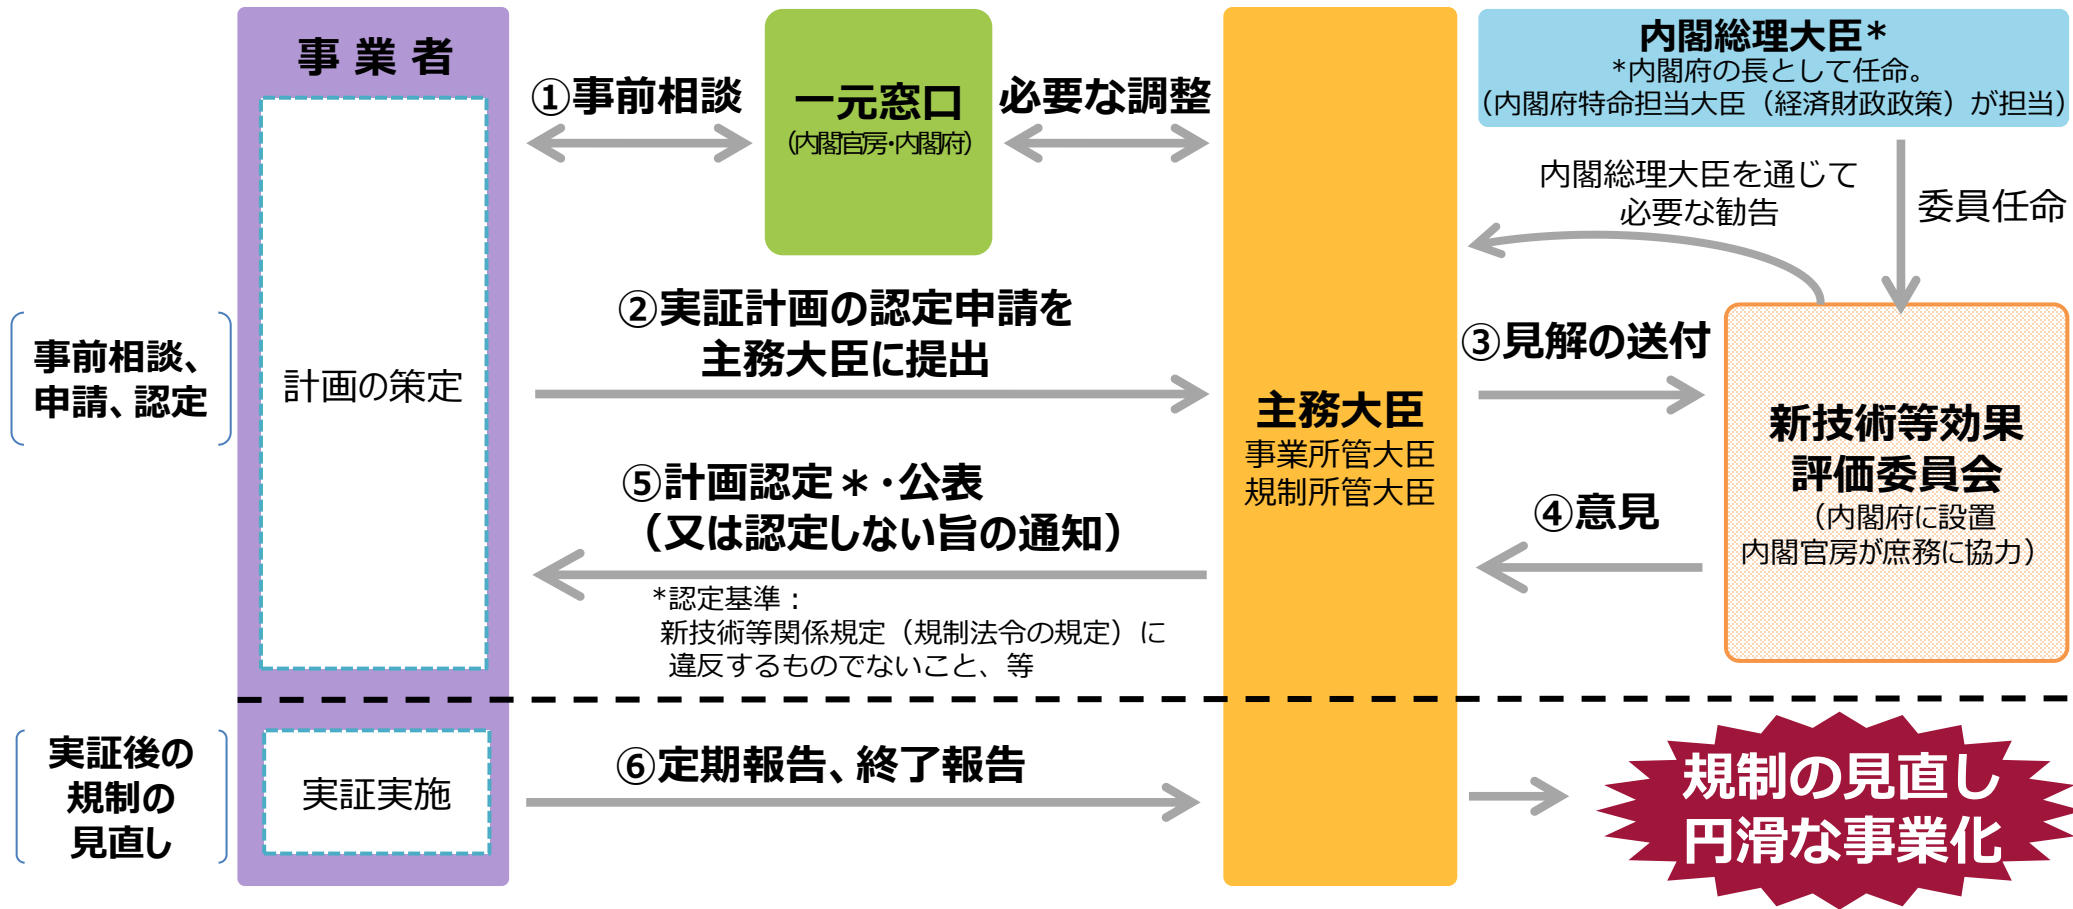 事業者
①事前相談
一元窓口
（内閣官房・内閣府）
必要な調整
内閣総理大臣*
*内閣府の長として任命。
（内閣府特命担当大臣（経済財政政策）が担当）
内閣総理大臣を通じて
必要な勧告
委員任命
事前相談、
申請、認定
計画の策定
②実証計画の認定申請を
主務大臣に提出
主務大臣
事業所管大臣
規制所管大臣
③見解の送付
④意見
新技術等効果
評価委員会
（内閣府に設置
内閣官房が庶務に協力）
⑤計画認定＊・公表
（又は認定しない旨の通知）
*認定基準：
新技術等関係規定（規制法令の規定）に
違反するものでないこと、等
実証後の
規制の
見直し
実証実施
⑥定期報告、終了報告
規制の見直し
円滑な事業化